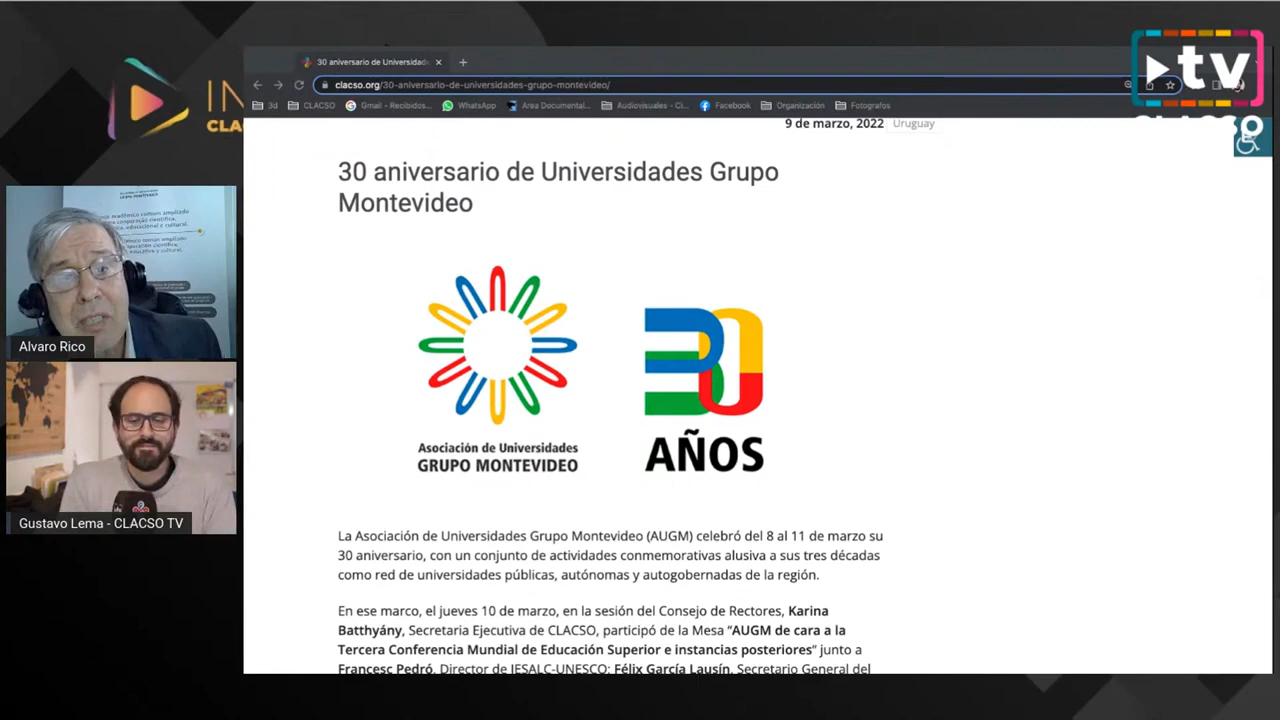 30 aniversario de Universidad
clacso.org/30-aniversario-de-universidades-grupo-montevideo/
3d
CLACSO
Gmail - Recibidos...
WhatsApp
Area Documental...
Audiovisuales - Ci...
Facebook
Organización
Fotografos
tv
CLACSO
IN
CLA
9 de marzo, 2022
Uruguay
30 aniversario de Universidades Grupo
Montevideo
Asociación de Universidades
GRUPO MONTEVIDEO
30
AÑOS
La Asociación de Universidades Grupo Montevideo (AUGM) celebró del 8 al 11 de marzo su
30 aniversario, con un conjunto de actividades conmemorativas alusiva a sus tres décadas
como red de universidades públicas, autónomas y autogobernadas de la región.
En ese marco, el jueves 10 de marzo, en la sesión del Consejo de Rectores, Karina
Batthyány, Secretaria Ejecutiva de CLACSO, participó de la Mesa “AUGM de cara a la
Tercera Conferencia Mundial de Educación Superior e instancias posteriores” junto a
Francesc Pedró, Director de IESALC-UNESCO; Félix García Lausín, Secretario General del
Alvaro Rico
Gustavo Lema - CLACSO TV